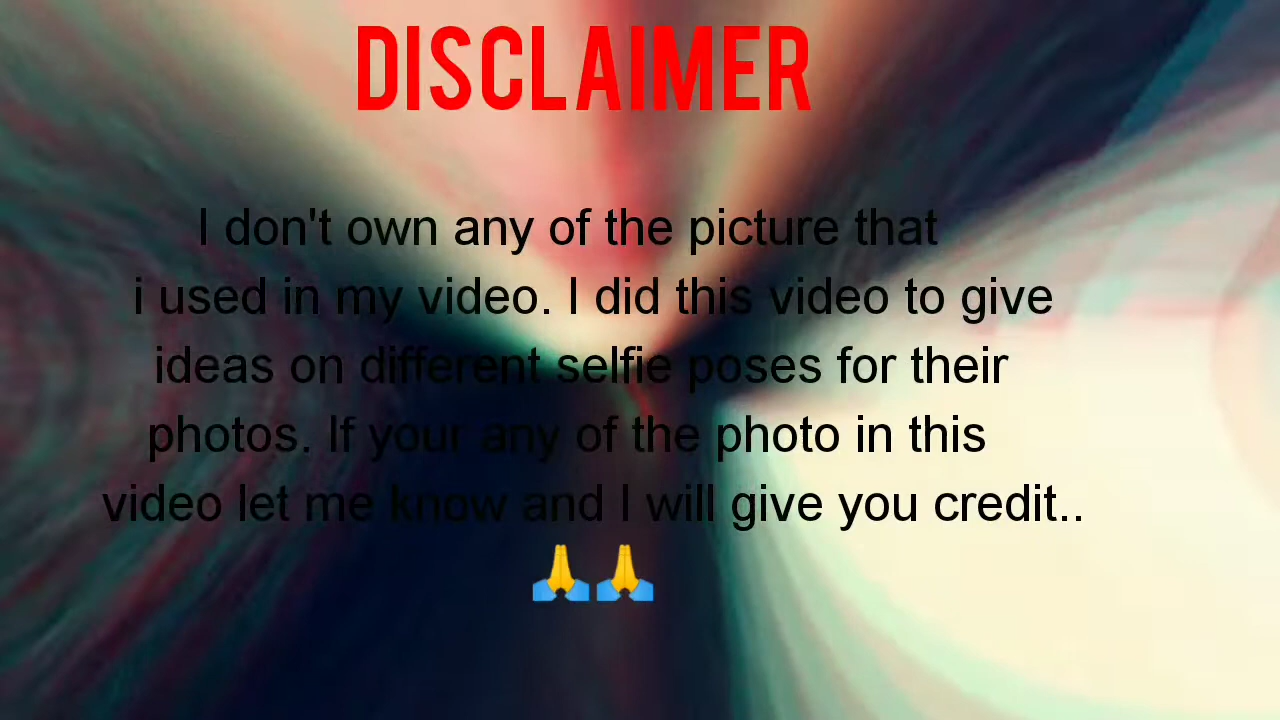 DISCLAIMER
I don't own any of the picture that
i used in my video. I did this video to give
ideas on different selfie poses for their
photos. If your any of the photo in this
video let me know and I will give you credit..
🙏🙏